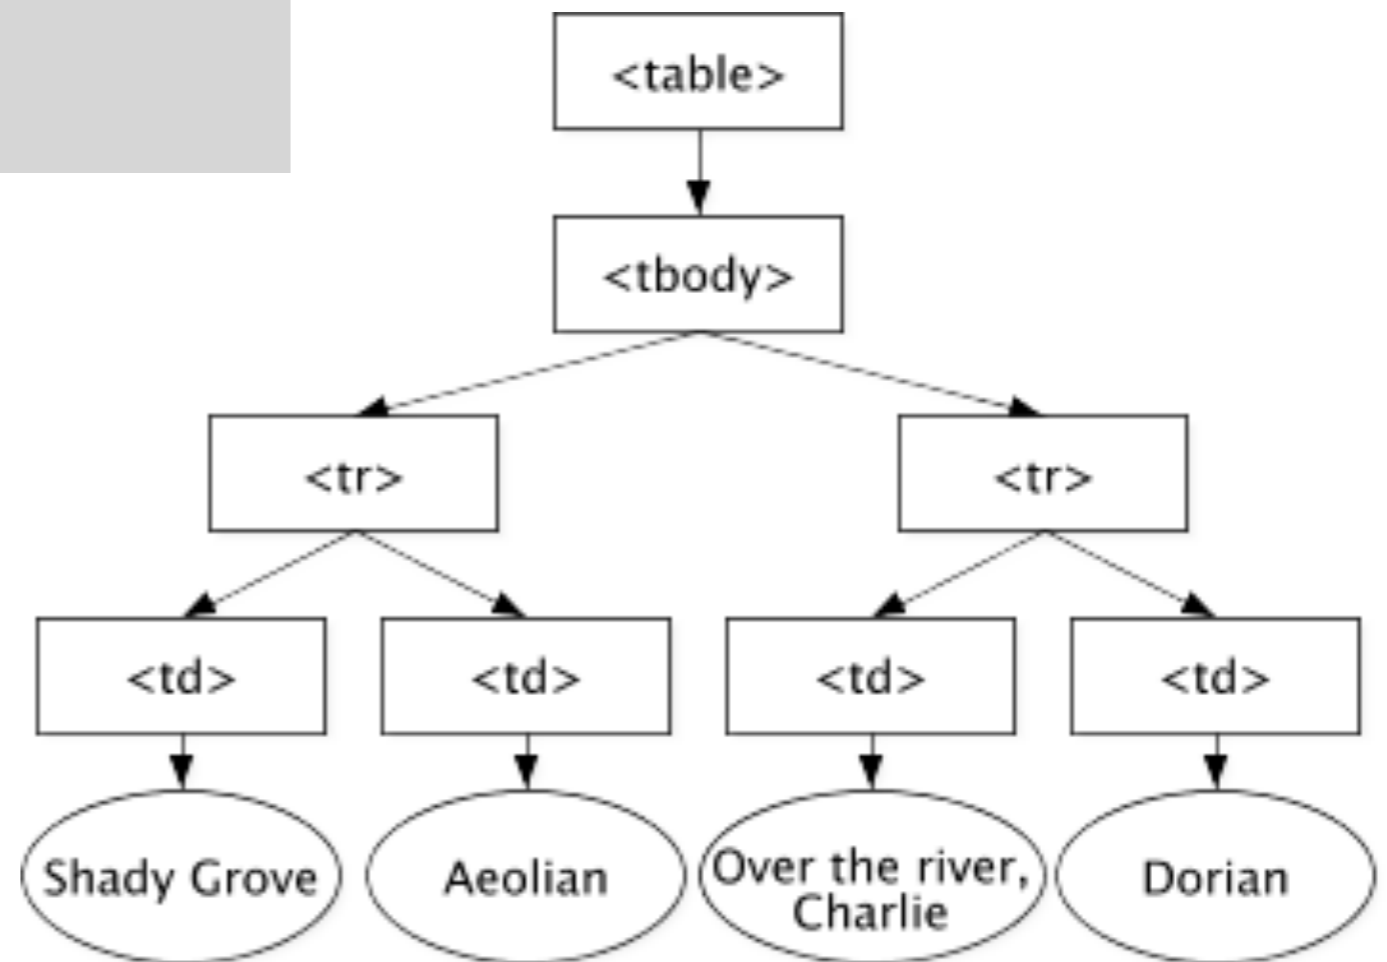 <table>
<tbody>
<tr> <tr>
<td> <td> <td> <td>
Shady Grove Aeolian Over the river, Dorian
Charlie